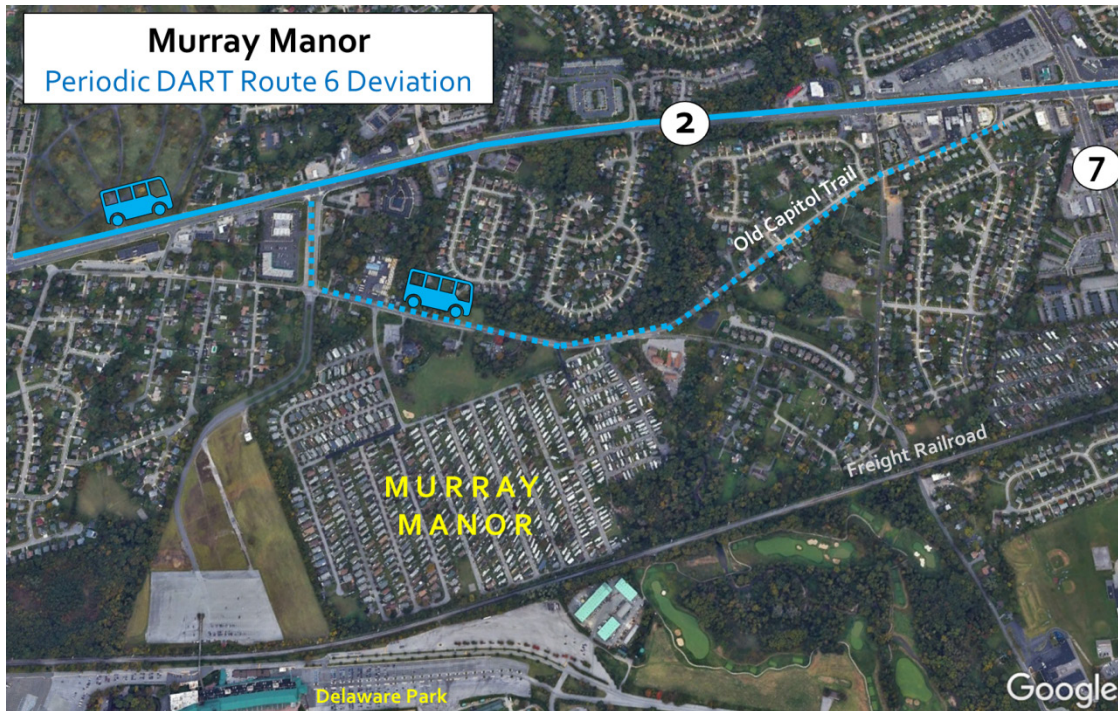 Murray Manor
Periodic DART Route 6 Deviation
2
7
Old Capitol Trail
Freight Railroad
MURRAY
MANOR
Delaware Park
Google